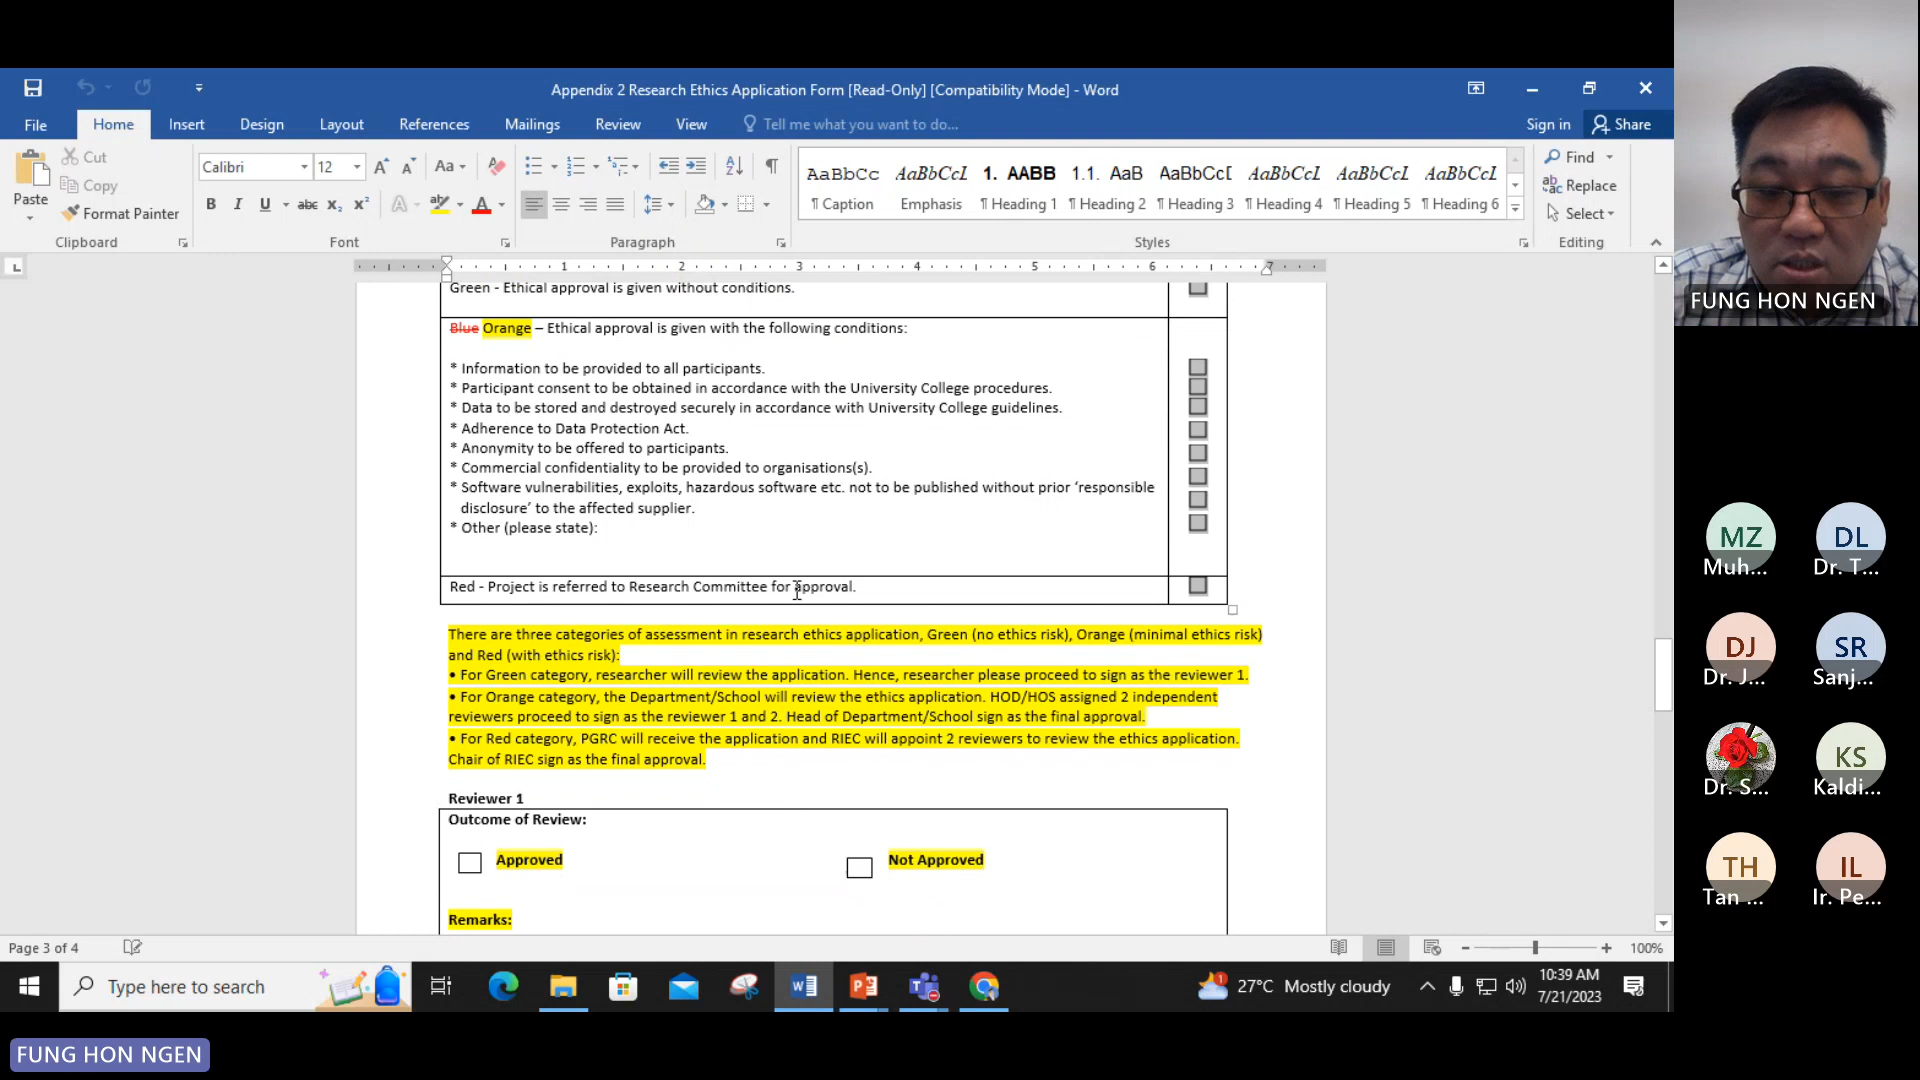 Appendix 2 Research Ethics Application Form [Read-Only] [Compatibility Mode] - Word
File Home Insert Design Layout References Mailings Review View Tell me what you want to do... Sign in Share
Paste Cut Copy Format Painter
Clipboard
Calibri 12
Font
Paragraph
AaBbCc AaBbCcI 1. AABB 1.1. AaB AaBbCcD AaBbCcI AaBbCcI AaBbCcI
¶ Caption Emphasis ¶ Heading 1 ¶ Heading 2 ¶ Heading 3 ¶ Heading 4 ¶ Heading 5 ¶ Heading 6
Styles
Find
Replace
Select
Editing
1 2 3 4 5 6 7
Green - Ethical approval is given without conditions.
Blue Orange – Ethical approval is given with the following conditions:
* Information to be provided to all participants.
* Participant consent to be obtained in accordance with the University College procedures.
* Data to be stored and destroyed securely in accordance with University College guidelines.
* Adherence to Data Protection Act.
* Anonymity to be offered to participants.
* Commercial confidentiality to be provided to organisations(s).
* Software vulnerabilities, exploits, hazardous software etc. not to be published without prior ‘responsible
disclosure’ to the affected supplier.
* Other (please state):
Red - Project is referred to Research Committee for approval.
There are three categories of assessment in research ethics application, Green (no ethics risk), Orange (minimal ethics risk)
and Red (with ethics risk):
• For Green category, researcher will review the application. Hence, researcher please proceed to sign as the reviewer 1.
• For Orange category, the Department/School will review the ethics application. HOD/HOS assigned 2 independent
reviewers proceed to sign as the reviewer 1 and 2. Head of Department/School sign as the final approval.
• For Red category, PGRC will receive the application and RIEC will appoint 2 reviewers to review the ethics application.
Chair of RIEC sign as the final approval.
Reviewer 1
Outcome of Review:
Approved Not Approved
Remarks:
Page 3 of 4 100%
Type here to search
27°C Mostly cloudy
10:39 AM
7/21/2023
FUNG HON NGEN
FUNG HON NGEN
MZ DL
Muh... Dr. T...
DJ SR
Dr. J... Sanj...
KS
Dr. S... Kaldi...
TH IL
Tan ... Ir. Pe...